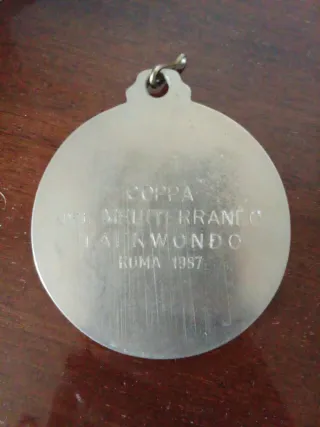 COPPA
DEL MEDITERRANEO
TAEKWONDO
ROMA 1987